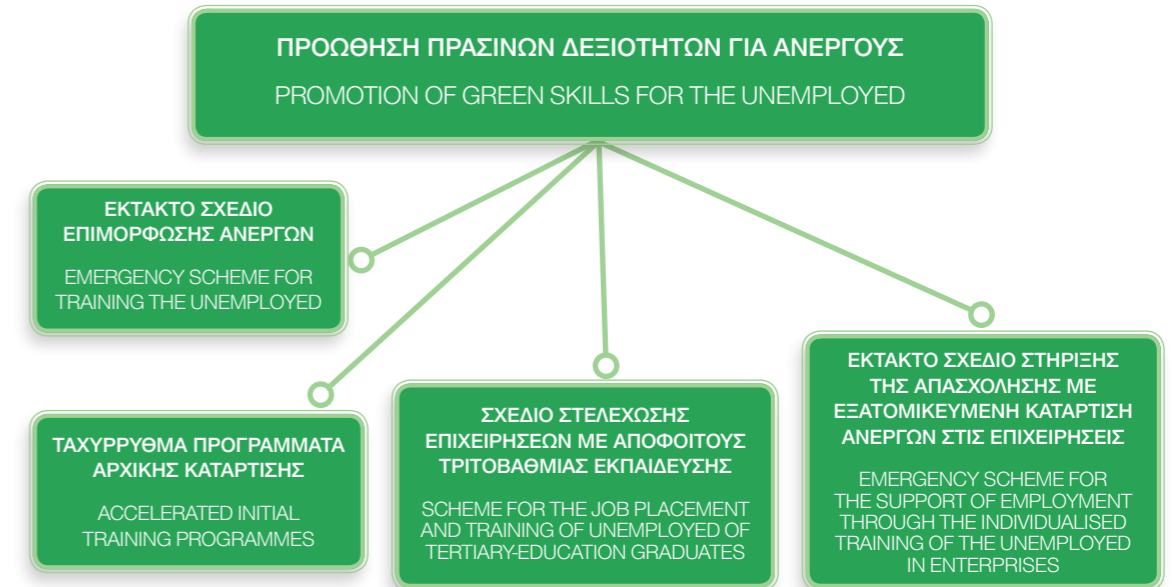 ΠΡΟΩΘΗΣΗ ΠΡΑΣΙΝΩΝ ΔΕΞΙΟΤΗΤΩΝ ΓΙΑ ΑΝΕΡΓΟΥΣ
PROMOTION OF GREEN SKILLS FOR THE UNEMPLOYED
ΕΚΤΑΚΤΟ ΣΧΕΔΙΟ
ΕΠΙΜΟΡΦΩΣΗΣ ΑΝΕΡΓΩΝ
EMERGENCY SCHEME FOR
TRAINING THE UNEMPLOYED
ΤΑΧΥΡΡΥΘΜΑ ΠΡΟΓΡΑΜΜΑΤΑ
ΑΡΧΙΚΗΣ ΚΑΤΑΡΤΙΣΗΣ
ACCELERATED INITIAL
TRAINING PROGRAMMES
ΣΧΕΔΙΟ ΣΤΕΛΕΧΩΣΗΣ
ΕΠΙΧΕΙΡΗΣΕΩΝ ΜΕ ΑΠΟΦΟΙΤΟΥΣ
ΤΡΙΤΟΒΑΘΜΙΑΣ ΕΚΠΑΙΔΕΥΣΗΣ
SCHEME FOR THE JOB PLACEMENT
AND TRAINING OF UNEMPLOYED OF
TERTIARY-EDUCATION GRADUATES
ΕΚΤΑΚΤΟ ΣΧΕΔΙΟ ΣΤΗΡΙΞΗΣ
ΤΗΣ ΑΠΑΣΧΟΛΗΣΗΣ ΜΕ
ΕΞΑΤΟΜΙΚΕΥΜΕΝΗ ΚΑΤΑΡΤΙΣΗ
ΑΝΕΡΓΩΝ ΣΤΙΣ ΕΠΙΧΕΙΡΗΣΕΙΣ
EMERGENCY SCHEME FOR
THE SUPPORT OF EMPLOYMENT
THROUGH THE INDIVIDUALISED
TRAINING OF THE UNEMPLOYED
IN ENTERPRISES